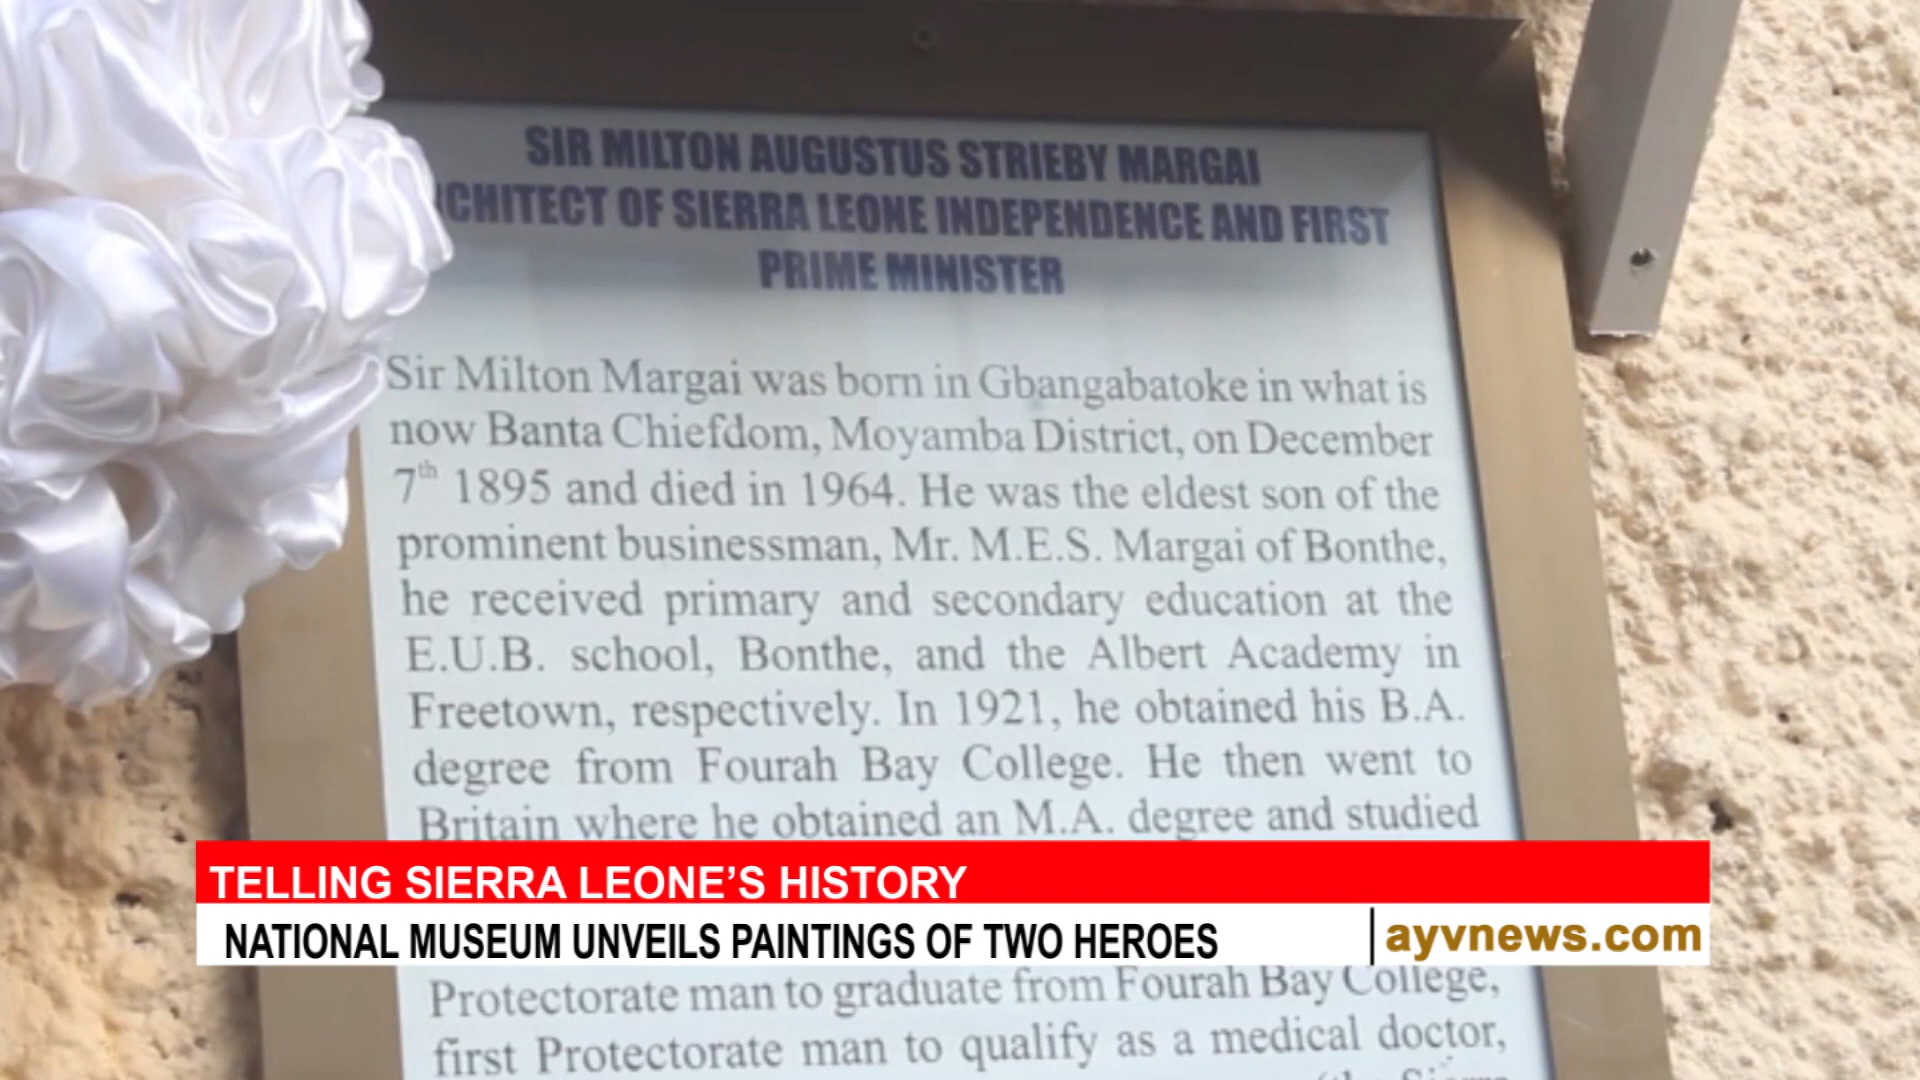 SIR MILTON AUGUSTUS STRIEBY MARGAI
CHITECT OF SIERRA LEONE INDEPENDENCE AND FIRST
PRIME MINISTER
Sir Milton Margai was born in Gbangabatoke in what is
now Banta Chiefdom, Moyamba District, on December
7th 1895 and died in 1964. He was the eldest son of the
prominent businessman, Mr. M.E.S. Margai of Bonthe,
he received primary and secondary education at the
E.U.B. school, Bonthe, and the Albert Academy in
Freetown, respectively. In 1921, he obtained his B.A.
degree from Fourah Bay College. He then went to
Britain where he obtained an M.A. degree and studied
TELLING SIERRA LEONE’S HISTORY
NATIONAL MUSEUM UNVEILS PAINTINGS OF TWO HEROES
ayvnews.com
Protectorate man to graduate from Fourah Bay College,
first Protectorate man to qualify as a medical doctor,